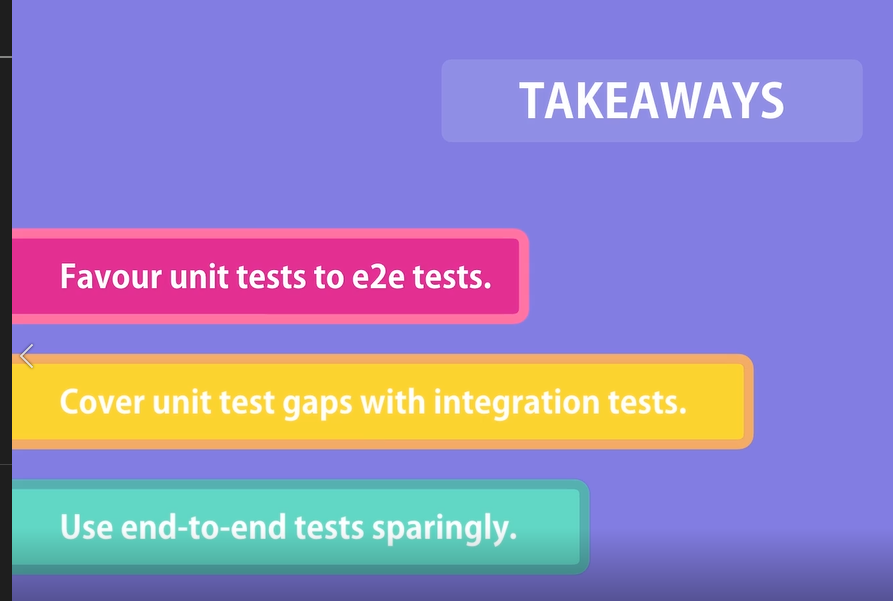 TAKEAWAYS
Favour unit tests to e2e tests.
Cover unit test gaps with integration tests.
Use end-to-end tests sparingly.